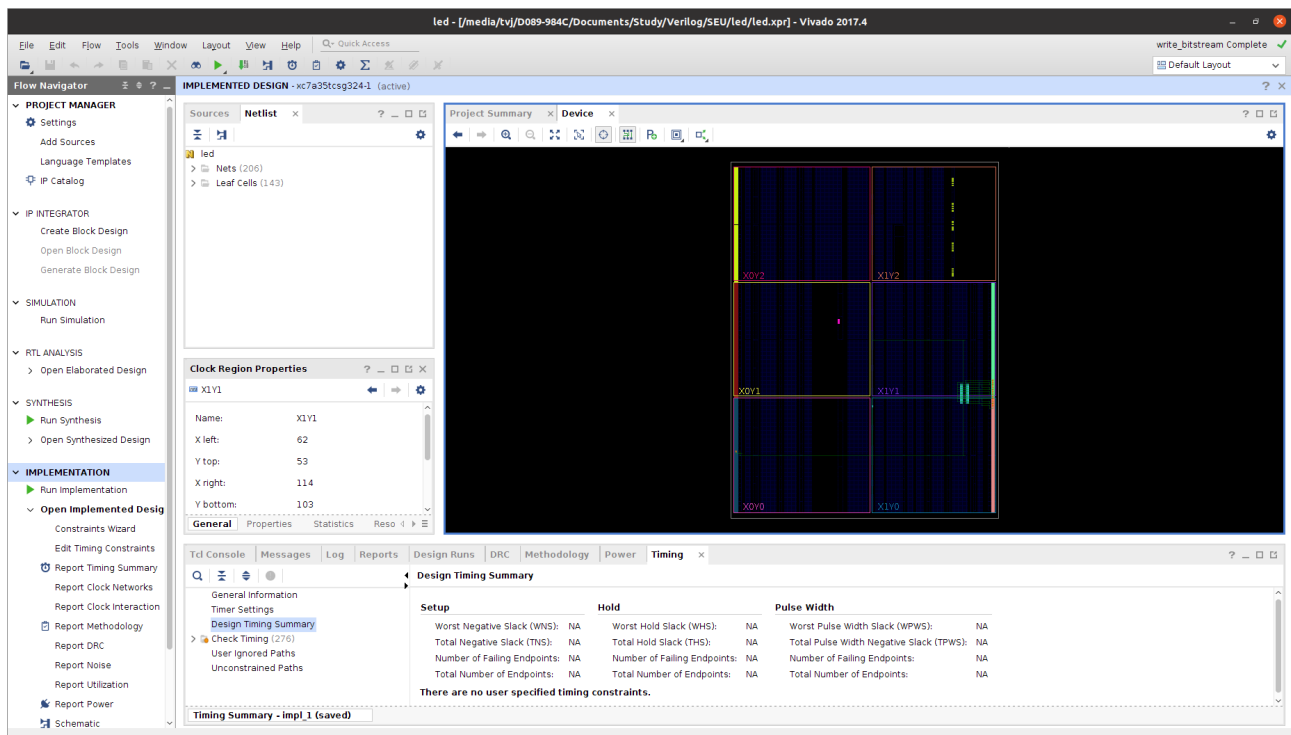 led - [/media/tvj/D089-984C/Documents/Study/Verilog/SEU/led/led.xpr] - Vivado 2017.4
File Edit Flow Tools Window Layout View Help Quick Access
write_bitstream Complete
Default Layout
Flow Navigator
PROJECT MANAGER
Settings
Add Sources
Language Templates
IP Catalog
IP INTEGRATOR
Create Block Design
Open Block Design
Generate Block Design
SIMULATION
Run Simulation
RTL ANALYSIS
Open Elaborated Design
SYNTHESIS
Run Synthesis
Open Synthesized Design
IMPLEMENTATION
Run Implementation
Open Implemented Desig
Constraints Wizard
Edit Timing Constraints
Report Timing Summary
Report Clock Networks
Report Clock Interaction
Report Methodology
Report DRC
Report Noise
Report Utilization
Report Power
Schematic
IMPLEMENTED DESIGN - xc7a35tcsg324-1 (active)
Sources Netlist
led
Nets (206)
Leaf Cells (143)
Clock Region Properties
X1Y1
Name: X1Y1
X left: 62
Y top: 53
X right: 114
Y bottom: 103
General Properties Statistics Reso
Project Summary Device
X0Y2 X1Y2
X0Y1 X1Y1
X0Y0 X1Y0
Tcl Console Messages Log Reports Design Runs DRC Methodology Power Timing
General Information
Timer Settings
Design Timing Summary
Check Timing (276)
User Ignored Paths
Unconstrained Paths
Design Timing Summary
Setup Hold Pulse Width
Worst Negative Slack (WNS): NA Worst Hold Slack (WHS): NA Worst Pulse Width Slack (WPWS): NA
Total Negative Slack (TNS): NA Total Hold Slack (THS): NA Total Pulse Width Negative Slack (TPWS): NA
Number of Failing Endpoints: NA Number of Failing Endpoints: NA Number of Failing Endpoints: NA
Total Number of Endpoints: NA Total Number of Endpoints: NA Total Number of Endpoints: NA
There are no user specified timing constraints.
Timing Summary - impl_1 (saved)